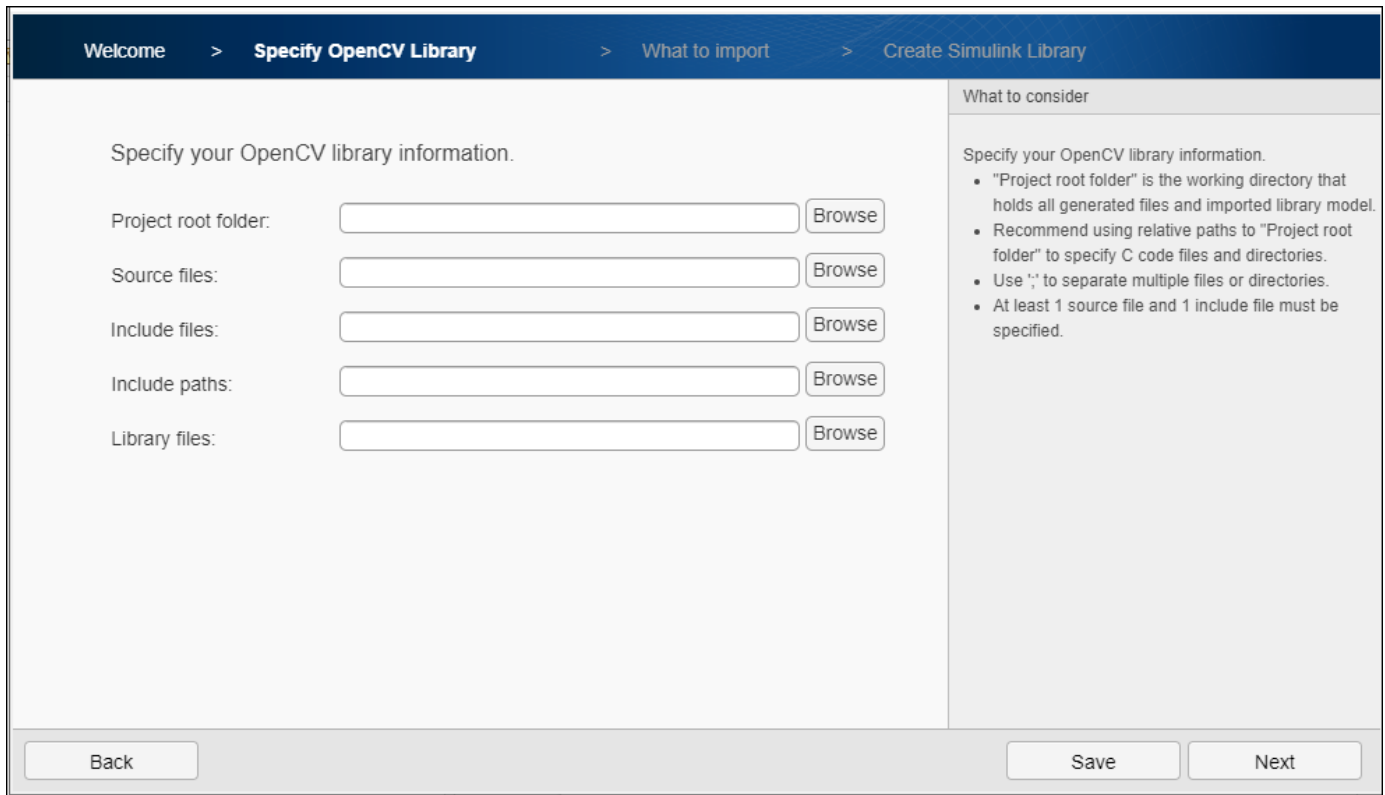 Welcome > Specify OpenCV Library > What to import > Create Simulink Library
What to consider
Specify your OpenCV library information.
Project root folder: Browse
Source files: Browse
Include files: Browse
Include paths: Browse
Library files: Browse
Specify your OpenCV library information.
• "Project root folder" is the working directory that
holds all generated files and imported library model.
• Recommend using relative paths to "Project root
folder" to specify C code files and directories.
• Use ';' to separate multiple files or directories.
• At least 1 source file and 1 include file must be
specified.
Back Save Next